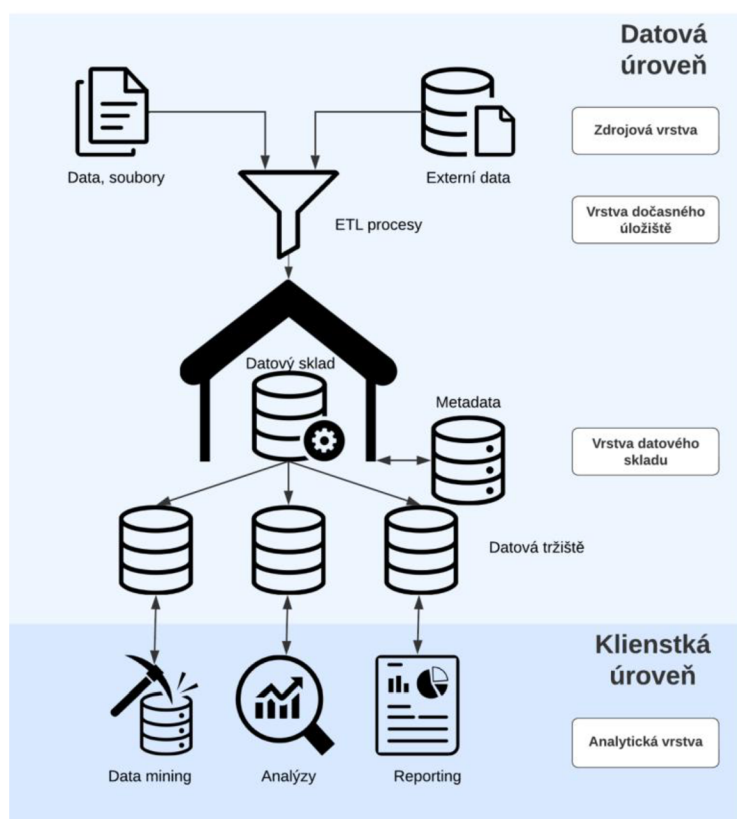 Datová
úroveň
Zdrojová vrstva
Data, soubory
Externí data
Vrstva dočasného
úložiště
ETL procesy
Datový sklad
Metadata
Vrstva datového
skladu
Datová tržiště
Klienstká
úroveň
Analytická vrstva
Data mining
Analýzy
Reporting